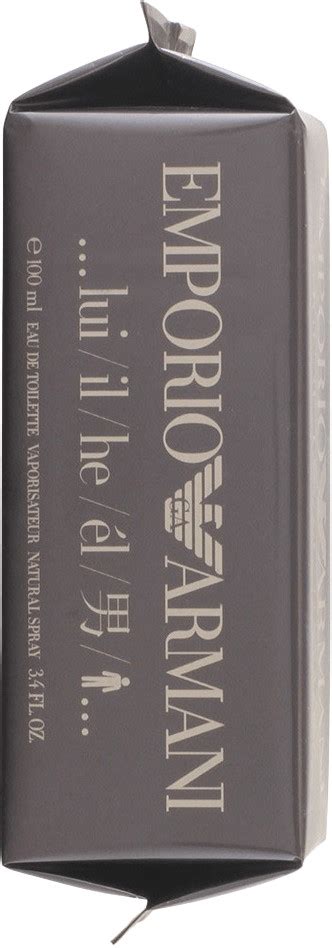 EMPORIO GA ARMANI
...lui/il/he/él/男/...
e 100 ml EAU DE TOILETTE VAPORISATEUR NATURAL SPRAY 3.4 FL. OZ.